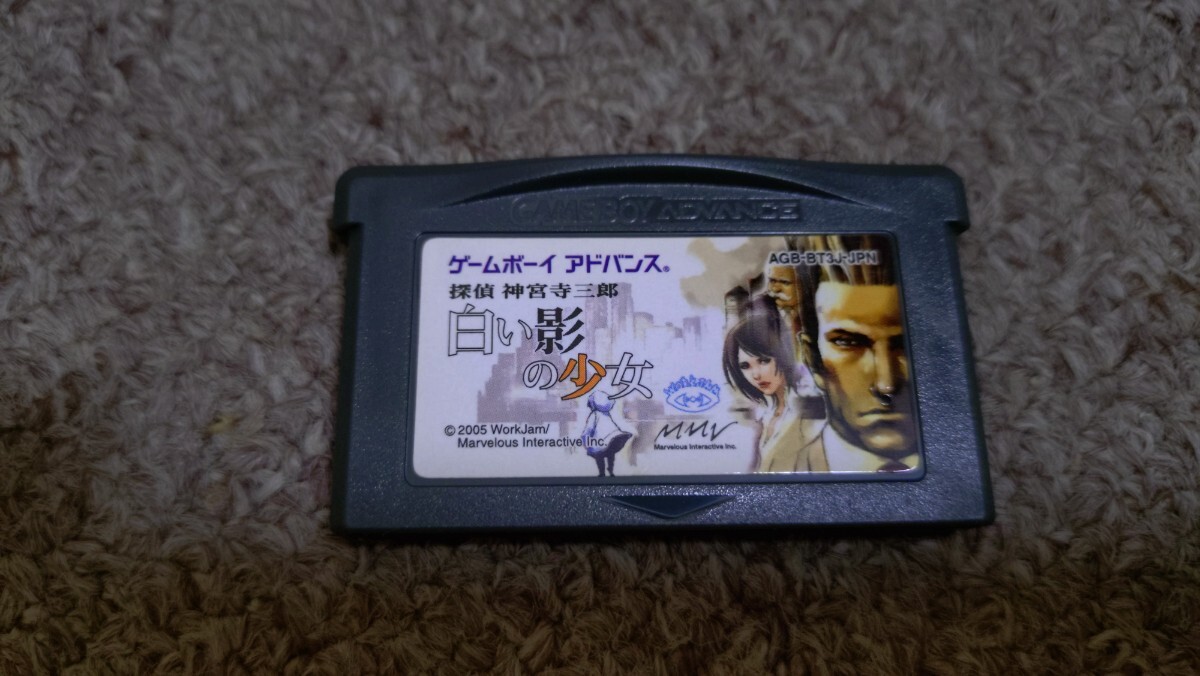 GAME BOY ADVANCE
ゲームボーイ アドバンス®
AGB-BT3J-JPN
探偵 神宮寺三郎
白い影
の少女
© 2005 WorkJam/
Marvelous Interactive Inc.
MMV
Marvelous Interactive Inc.